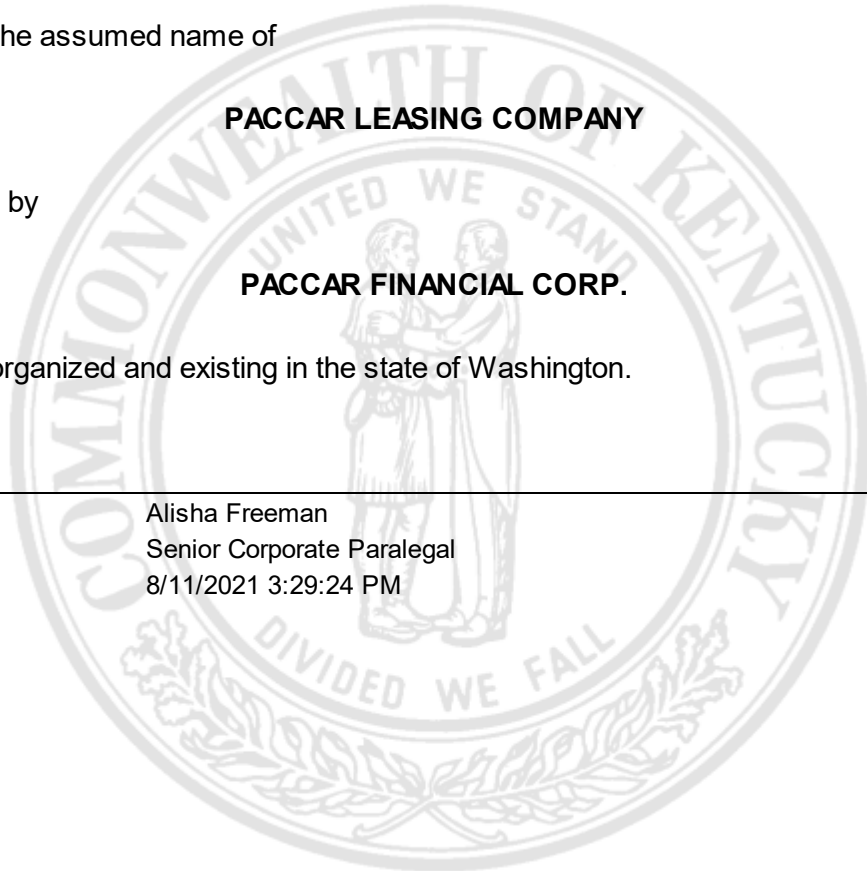 he assumed name of
PACCAR LEASING COMPANY
by
PACCAR FINANCIAL CORP.
organized and existing in the state of Washington.
Alisha Freeman
Senior Corporate Paralegal
8/11/2021 3:29:24 PM
COMMONWEALTH OF KENTUCKY
UNITED WE STAND
DIVIDED WE FALL